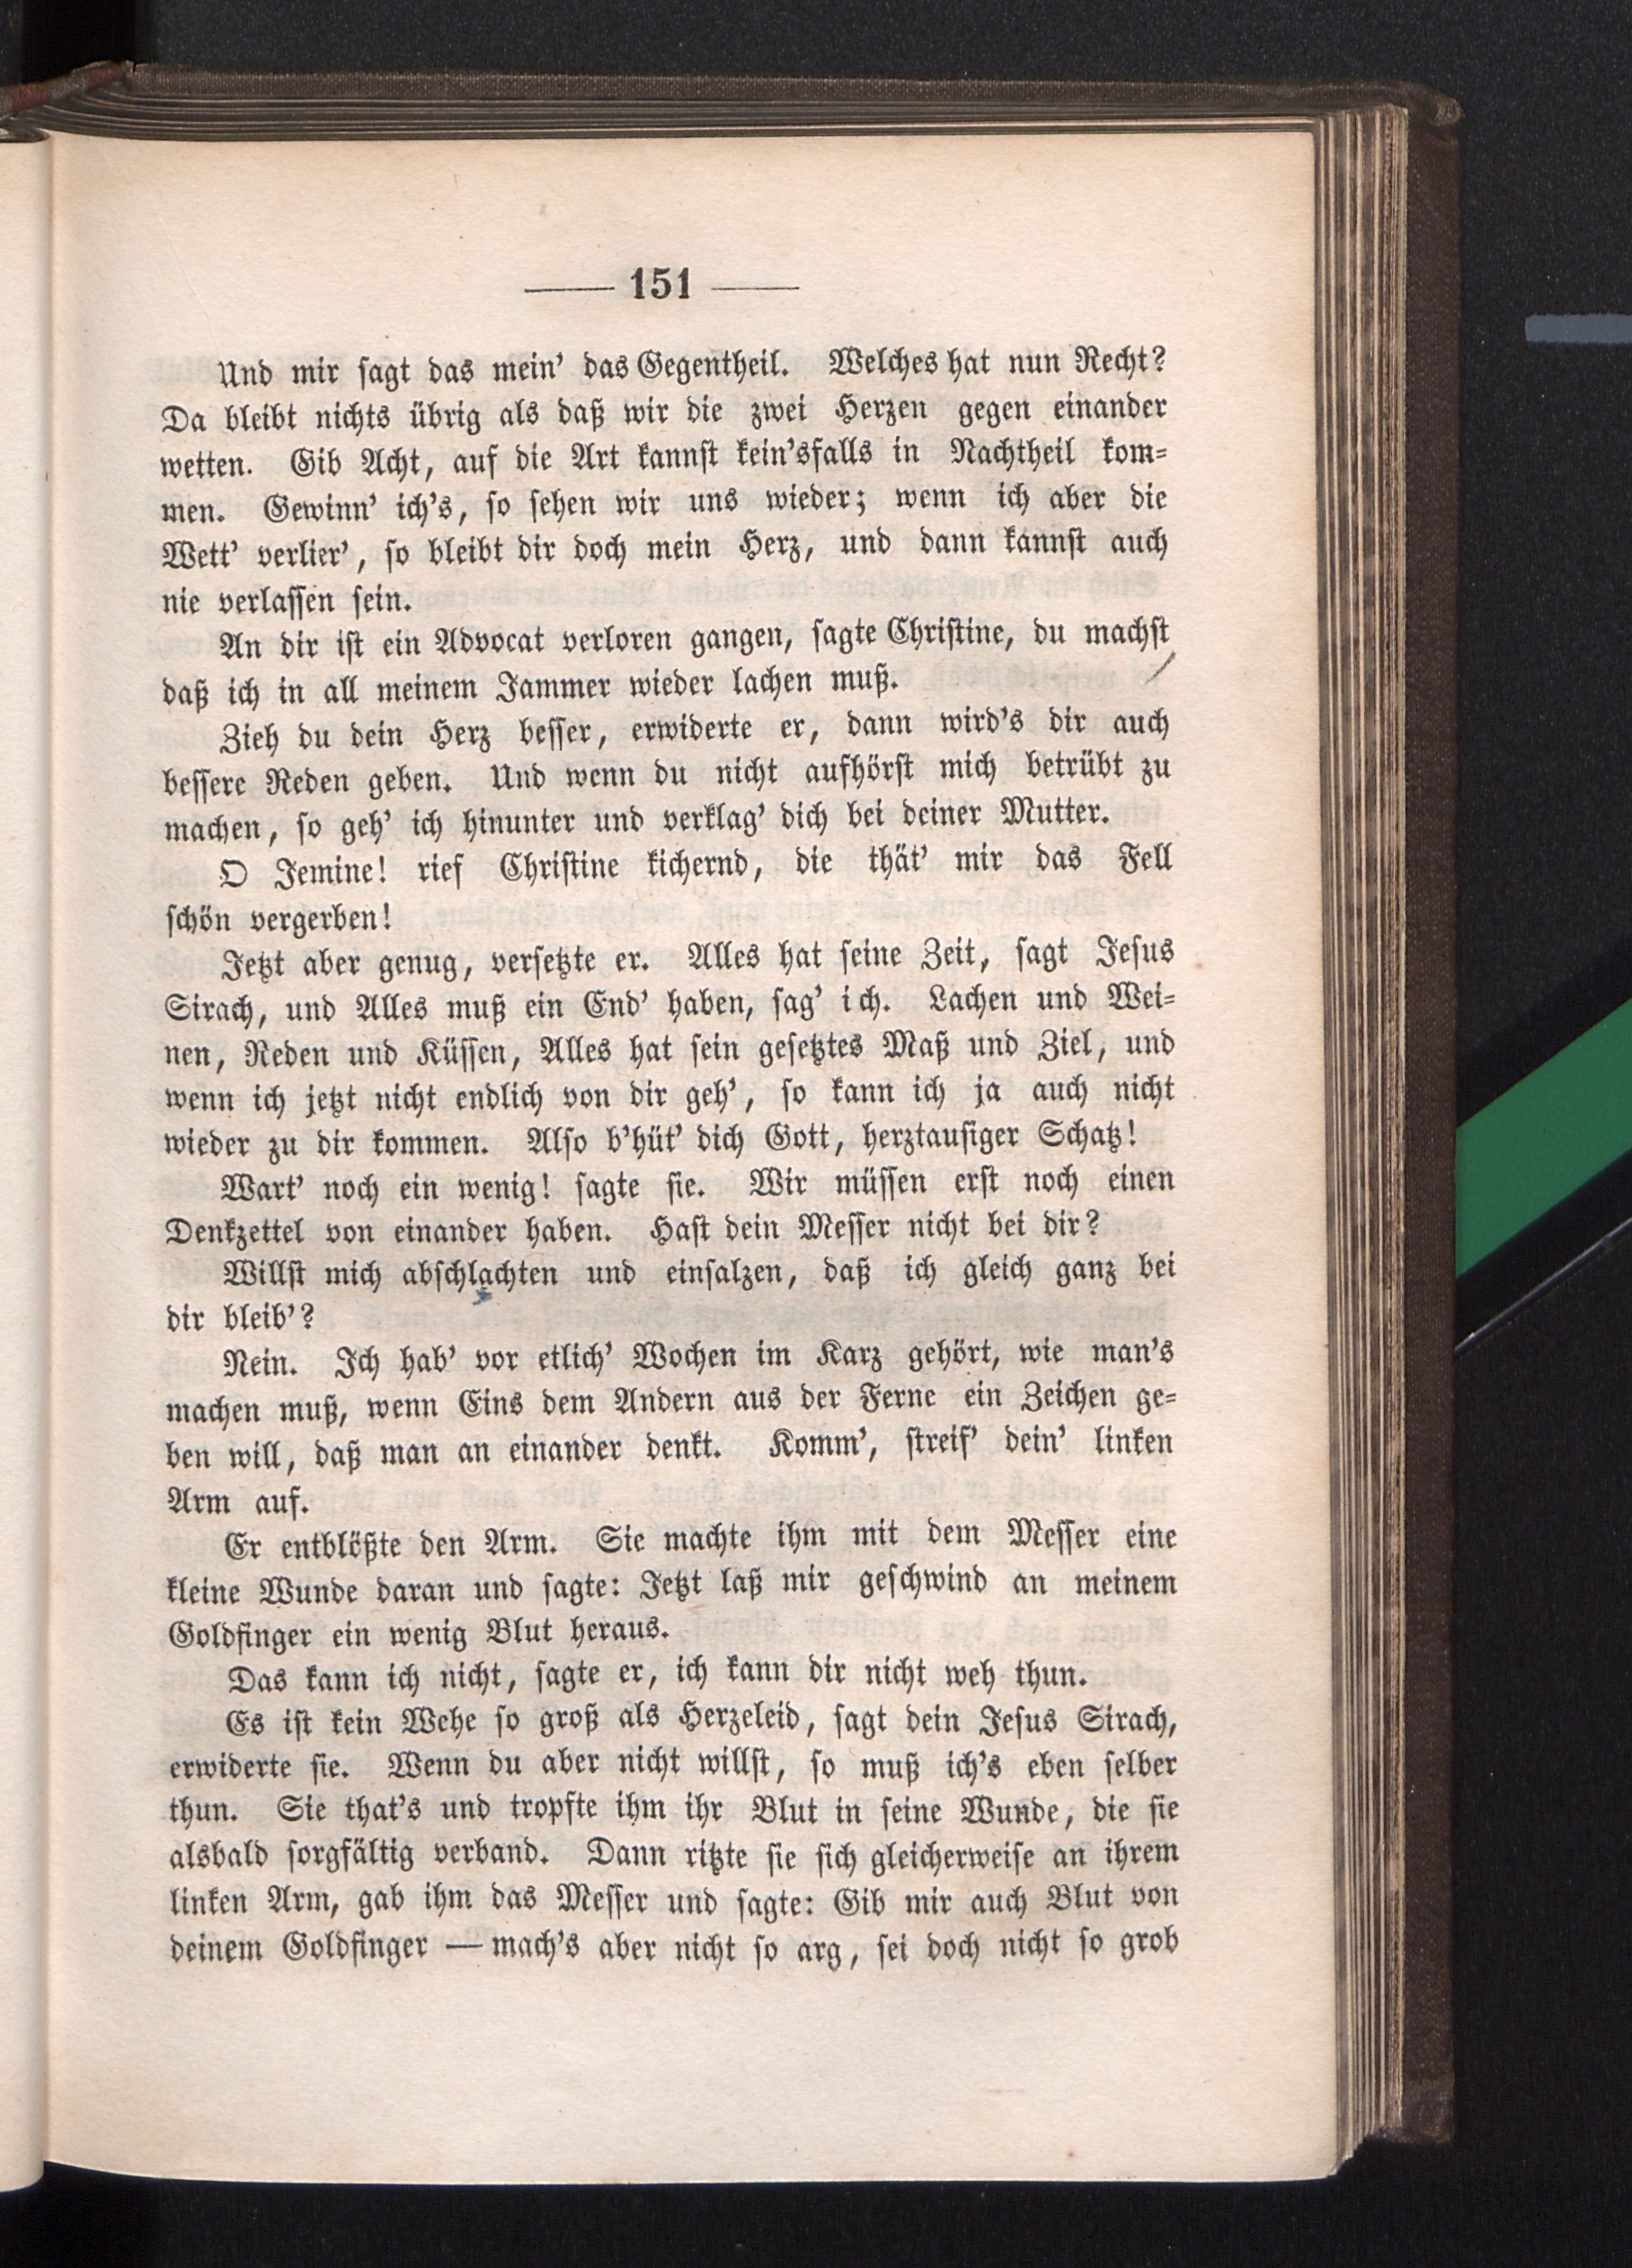 151
Und mir sagt das mein' das Gegentheil. Welches hat nun Recht?
Da bleibt nichts übrig als daß wir die zwei Herzen gegen einander
wetten. Gib Acht, auf die Art kannst kein'sfalls in Nachtheil kom-
men. Gewinn' ich's, so sehen wir uns wieder; wenn ich aber die
Wett' verlier', so bleibt dir doch mein Herz, und dann kannst auch
nie verlassen sein.
An dir ist ein Advocat verloren gangen, sagte Christine, du machst
daß ich in all meinem Jammer wieder lachen muß.
Zieh du dein Herz besser, erwiderte er, dann wird's dir auch
bessere Reden geben. Und wenn du nicht aufhörst mich betrübt zu
machen, so geh' ich hinunter und verklag' dich bei deiner Mutter.
O Jemine! rief Christine kichernd, die thät' mir das Fell
schön vergerben!
Jetzt aber genug, versetzte er. Alles hat seine Zeit, sagt Jesus
Sirach, und Alles muß ein End' haben, sag' ich. Lachen und Wei-
nen, Reden und Küssen, Alles hat sein gesetztes Maß und Ziel, und
wenn ich jetzt nicht endlich von dir geh', so kann ich ja auch nicht
wieder zu dir kommen. Also b'hüt' dich Gott, herztausiger Schatz!
Wart' noch ein wenig! sagte sie. Wir müssen erst noch einen
Denkzettel von einander haben. Hast dein Messer nicht bei dir?
Willst mich abschlachten und einsalzen, daß ich gleich ganz bei
dir bleib'?
Nein. Ich hab' vor etlich' Wochen im Karz gehört, wie man's
machen muß, wenn Eins dem Andern aus der Ferne ein Zeichen ge-
ben will, daß man an einander denkt. Komm', streif' dein' linken
Arm auf.
Er entblößte den Arm. Sie machte ihm mit dem Messer eine
kleine Wunde daran und sagte: Jetzt laß mir geschwind an meinem
Goldfinger ein wenig Blut heraus.
Das kann ich nicht, sagte er, ich kann dir nicht weh thun.
Es ist kein Wehe so groß als Herzeleid, sagt dein Jesus Sirach,
erwiderte sie. Wenn du aber nicht willst, so muß ich's eben selber
thun. Sie that's und tropfte ihm ihr Blut in seine Wunde, die sie
alsbald sorgfältig verband. Dann ritzte sie sich gleicherweise an ihrem
linken Arm, gab ihm das Messer und sagte: Gib mir auch Blut von
deinem Goldfinger — mach's aber nicht so arg, sei doch nicht so grob